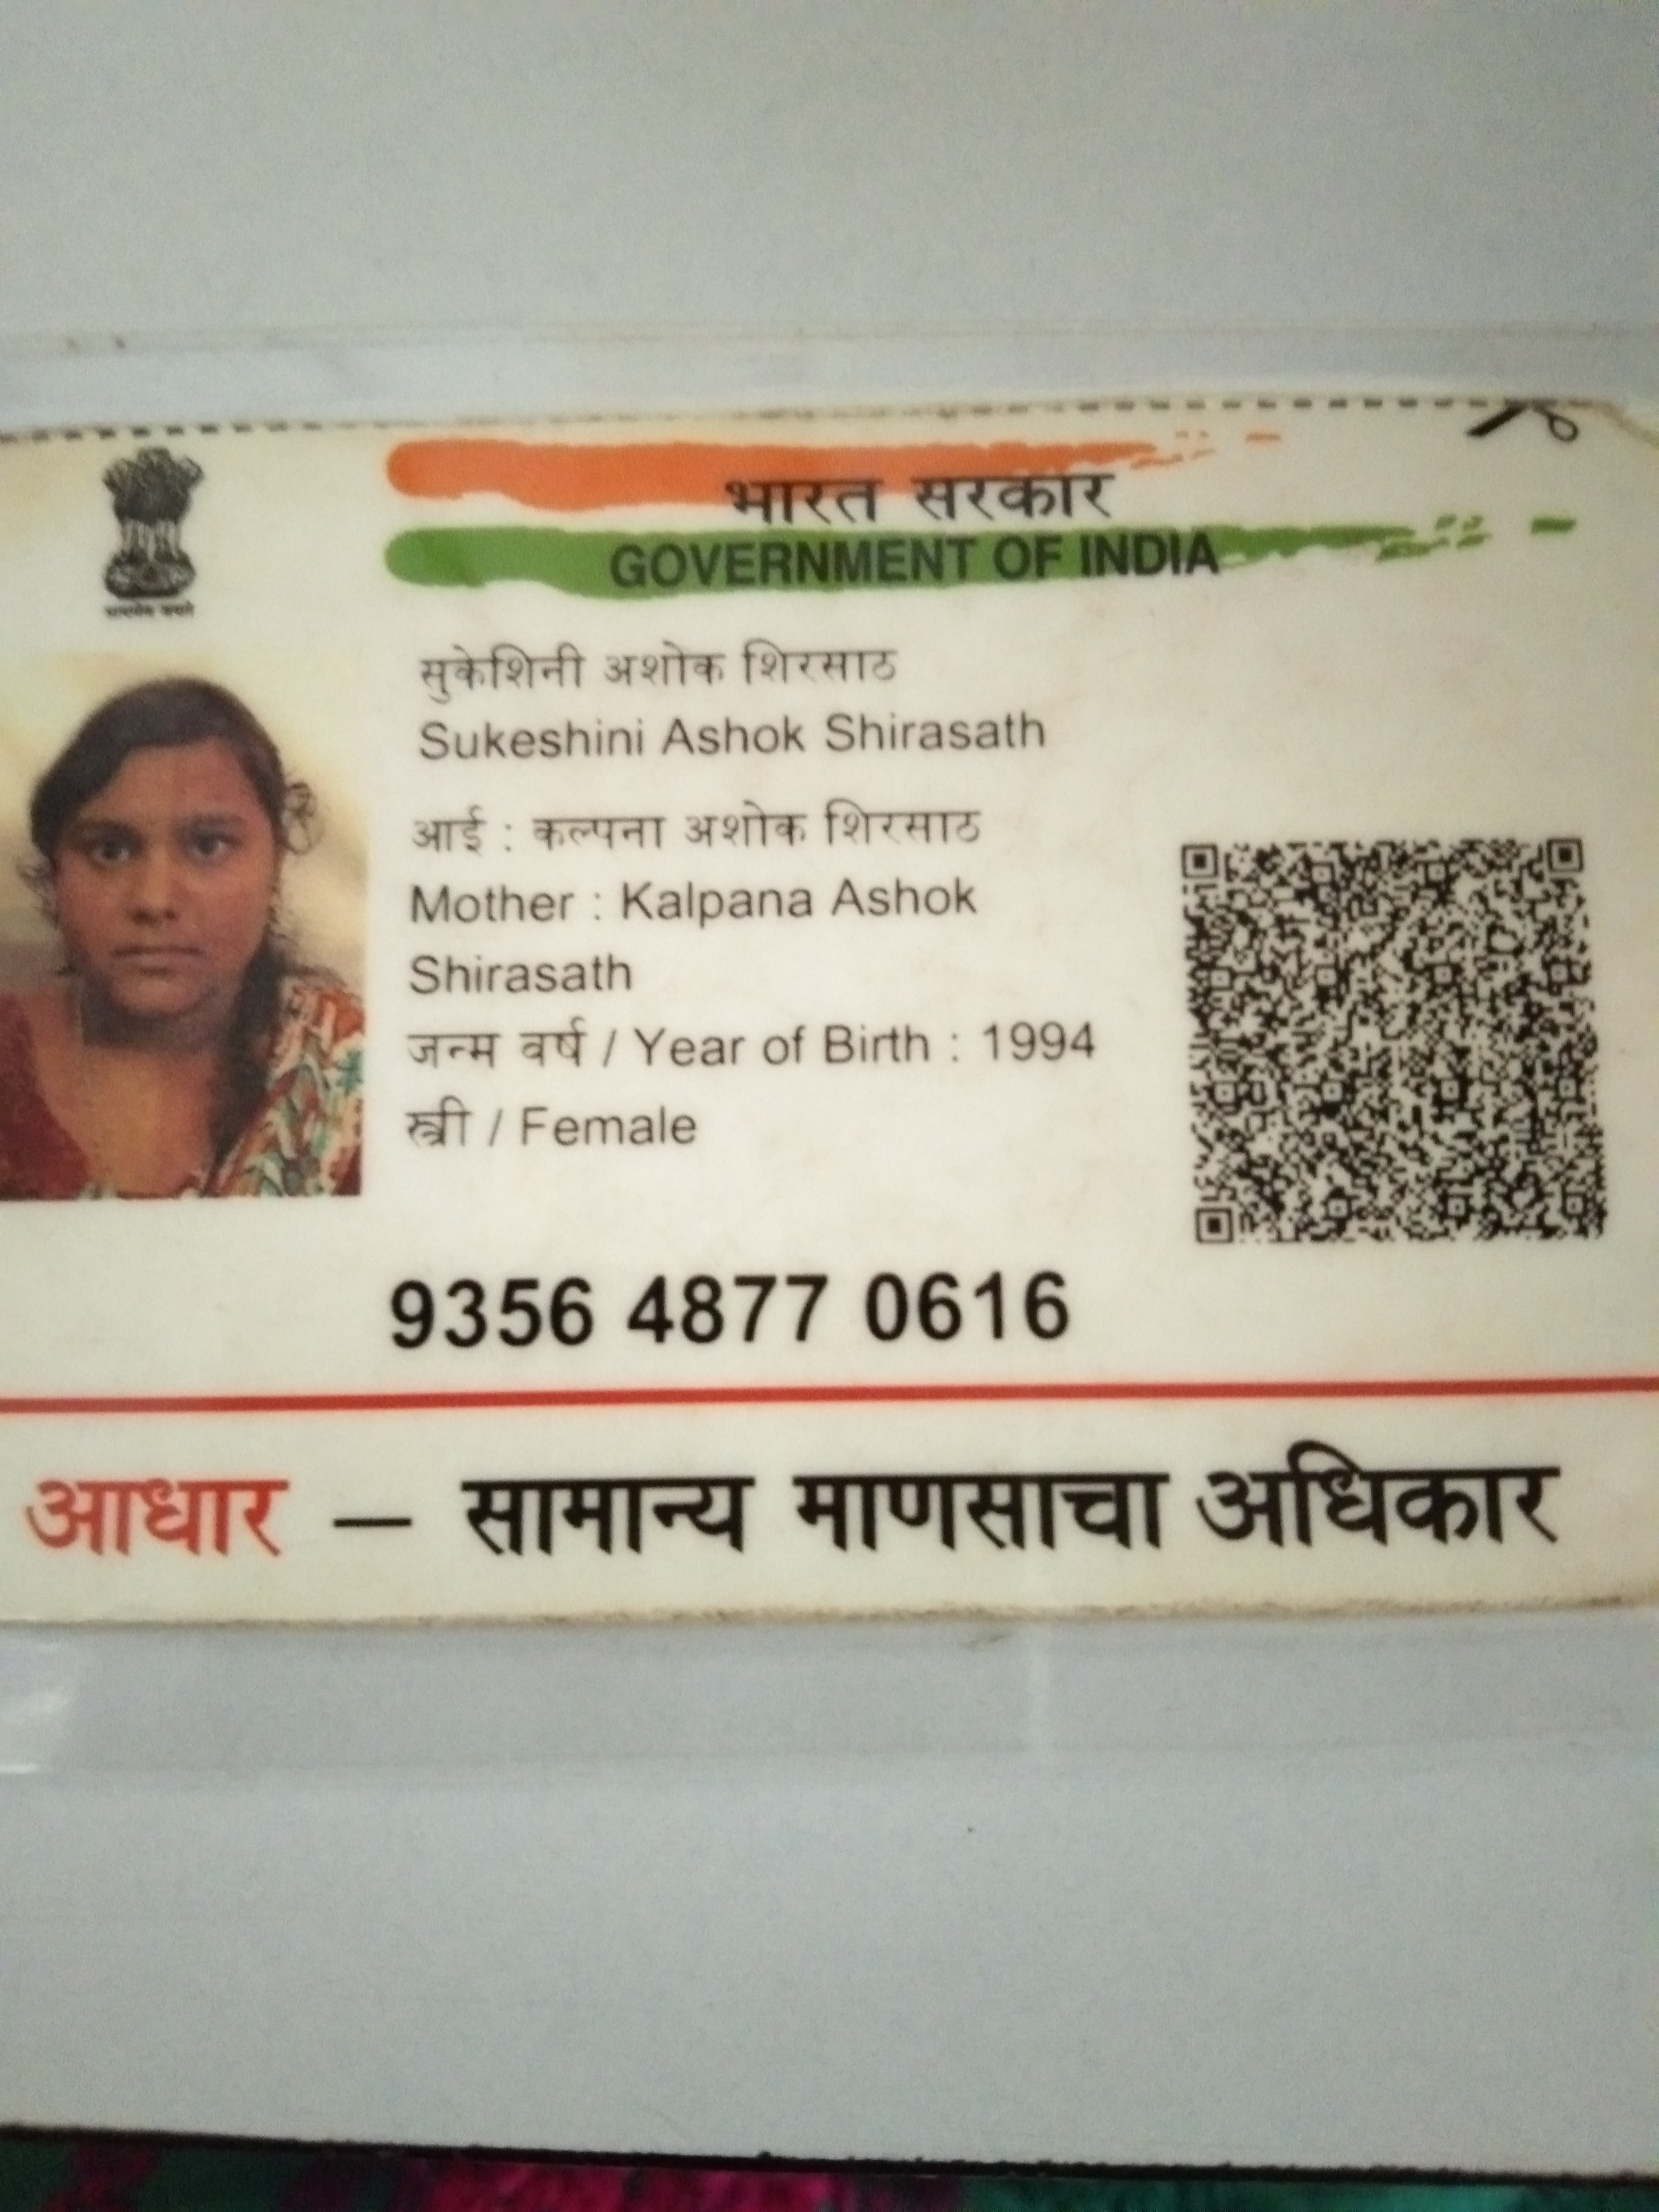 भारत सरकार
GOVERNMENT OF INDIA
सुकेशिनी अशोक शिरसाठ
Sukeshini Ashok Shirasath
आई : कल्पना अशोक शिरसाठ
Mother : Kalpana Ashok
Shirasath
जन्म वर्ष / Year of Birth : 1994
स्त्री / Female
9356 4877 0616
आधार — सामान्य माणसाचा अधिकार